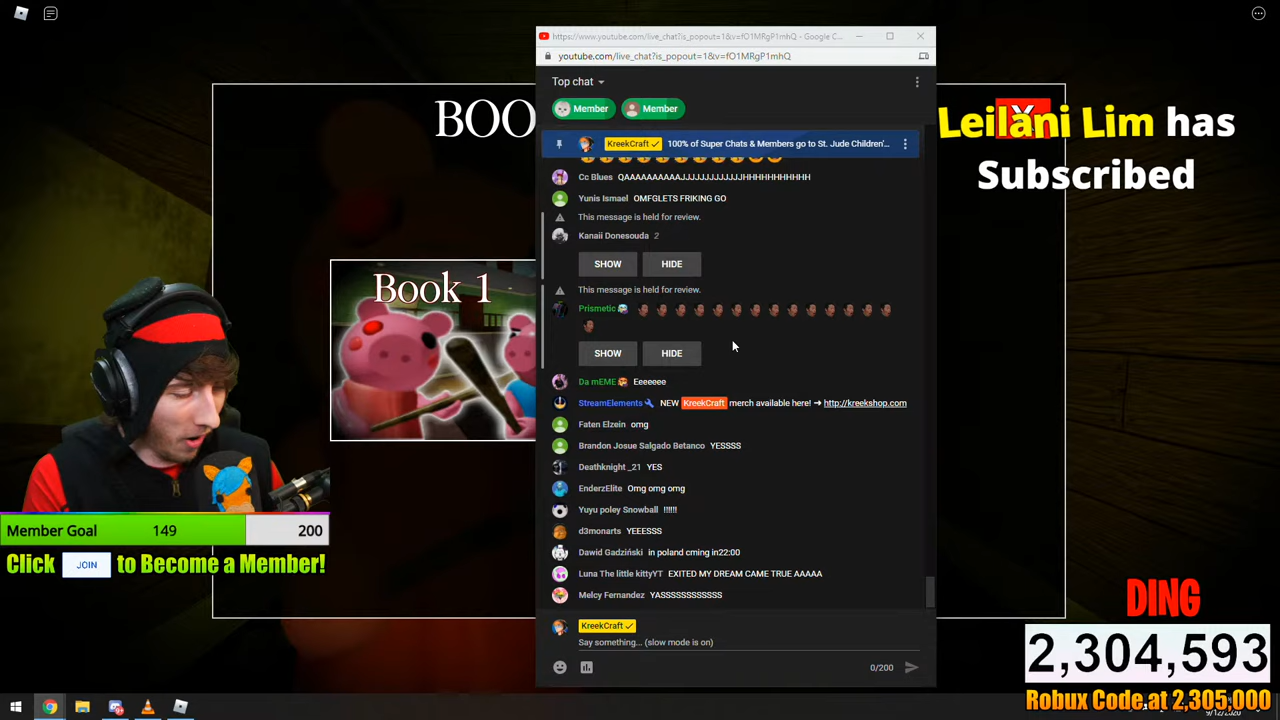 https://www.youtube.com/live_chat?is_popout=1&v=fO1MRgP1mhQ - Google C...
youtube.com/live_chat?is_popout=1&v=fO1MRgP1mhQ
Top chat
Member Member
KreekCraft 100% of Super Chats & Members go to St. Jude Children'...
Cc Blues QAAAAAAAAAAJJJJJJJJJJJJJHHHHHHHHHHH
Yunis Ismael OMFGLETS FRIKING GO
This message is held for review.
Kanaii Donesouda 2
SHOW HIDE
This message is held for review.
Prismetic
SHOW HIDE
Da mEME Eeeeeee
StreamElements NEW KreekCraft merch available here! ➜ http://kreekshop.com
Faten Elzein omg
Brandon Josue Salgado Betanco YESSSS
Deathknight _21 YES
EnderzElite Omg omg omg
Yuyu poley Snowball !!!!!!
d3monarts YEEESSS
Dawid Gadziński in poland cming in22:00
Luna The little kittyYT EXITED MY DREAM CAME TRUE AAAAA
Melcy Fernandez YASSSSSSSSSSSS
KreekCraft
Say something... (slow mode is on)
0/200
BOO
Book 1
X
Leilani Lim has
Subscribed
Member Goal 149 200
Click JOIN to Become a Member!
DING
2,304,593
Robux Code at 2,305,000
9/12/2020